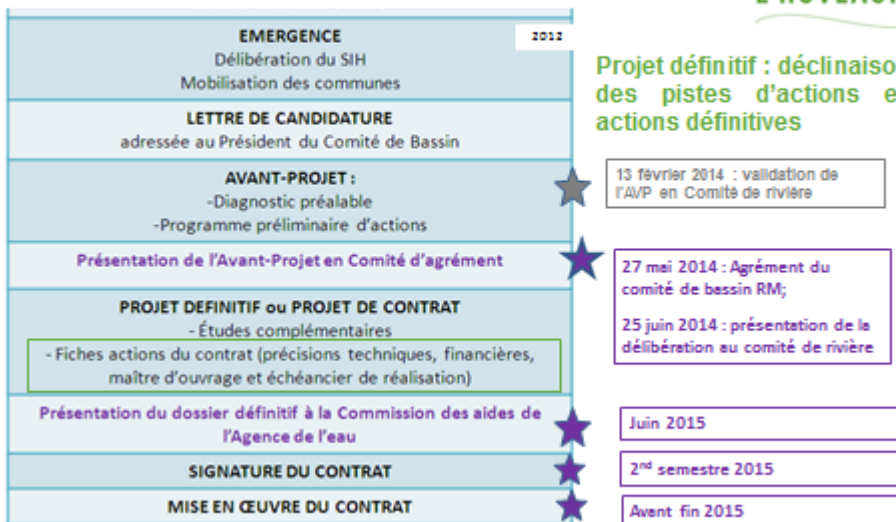 EMERGENCE
2012
Délibération du SIH
Mobilisation des communes
LETTRE DE CANDIDATURE
adressée au Président du Comité de Bassin
AVANT-PROJET :
-Diagnostic préalable
-Programme préliminaire d'actions
Présentation de l'Avant-Projet en Comité d'agrément
PROJET DEFINITIF ou PROJET DE CONTRAT
- Études complémentaires
- Fiches actions du contrat (précisions techniques, financières,
maître d'ouvrage et échéancier de réalisation)
Présentation du dossier définitif à la Commission des aides de
l'Agence de l'eau
SIGNATURE DU CONTRAT
MISE EN ŒUVRE DU CONTRAT
Projet définitif : déclinaiso
des pistes d'actions e
actions définitives
13 février 2014 : validation de
l'AVP en Comité de rivière
27 mai 2014 : Agrément du
comité de bassin RM;
25 juin 2014 : présentation de la
délibération au comité de rivière
Juin 2015
2nd semestre 2015
Avant fin 2015